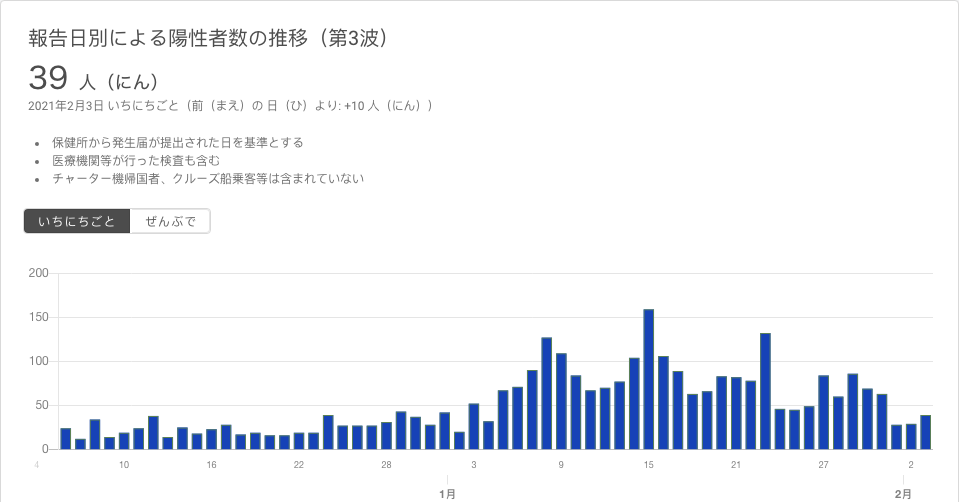 報告日別による陽性者数の推移（第3波）
39 人（にん）
2021年2月3日 いちにちごと（前（まえ）の 日（ひ）より: +10 人（にん））
• 保健所から発生届が提出された日を基準とする
• 医療機関等が行った検査も含む
• チャーター機帰国者、クルーズ船乗客等は含まれていない
いちにちごと ぜんぶで
200
150
100
50
0
4 10 16 22 28 3 9 15 21 27 2
1月 2月